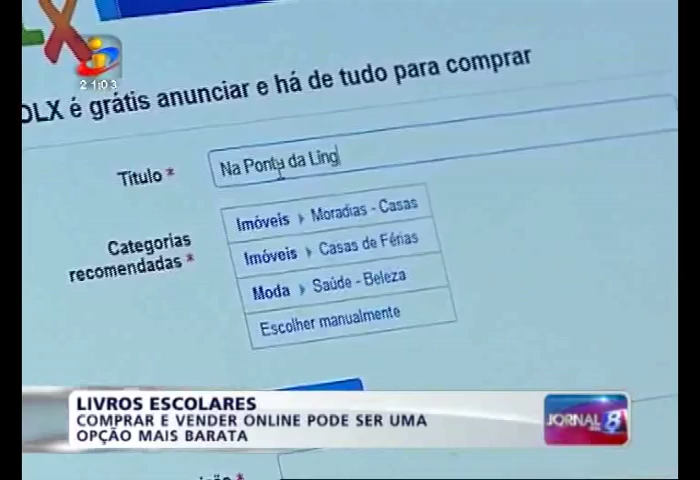 21:03
OLX é grátis anunciar e há de tudo para comprar
Título *
Na Ponty da Ling
Categorias
recomendadas *
Imóveis Moradias - Casas
Imóveis Casas de Férias
Moda Saúde - Beleza
Escolher manualmente
LIVROS ESCOLARES
COMPRAR E VENDER ONLINE PODE SER UMA
OPÇÃO MAIS BARATA
JORNAL DAS 8